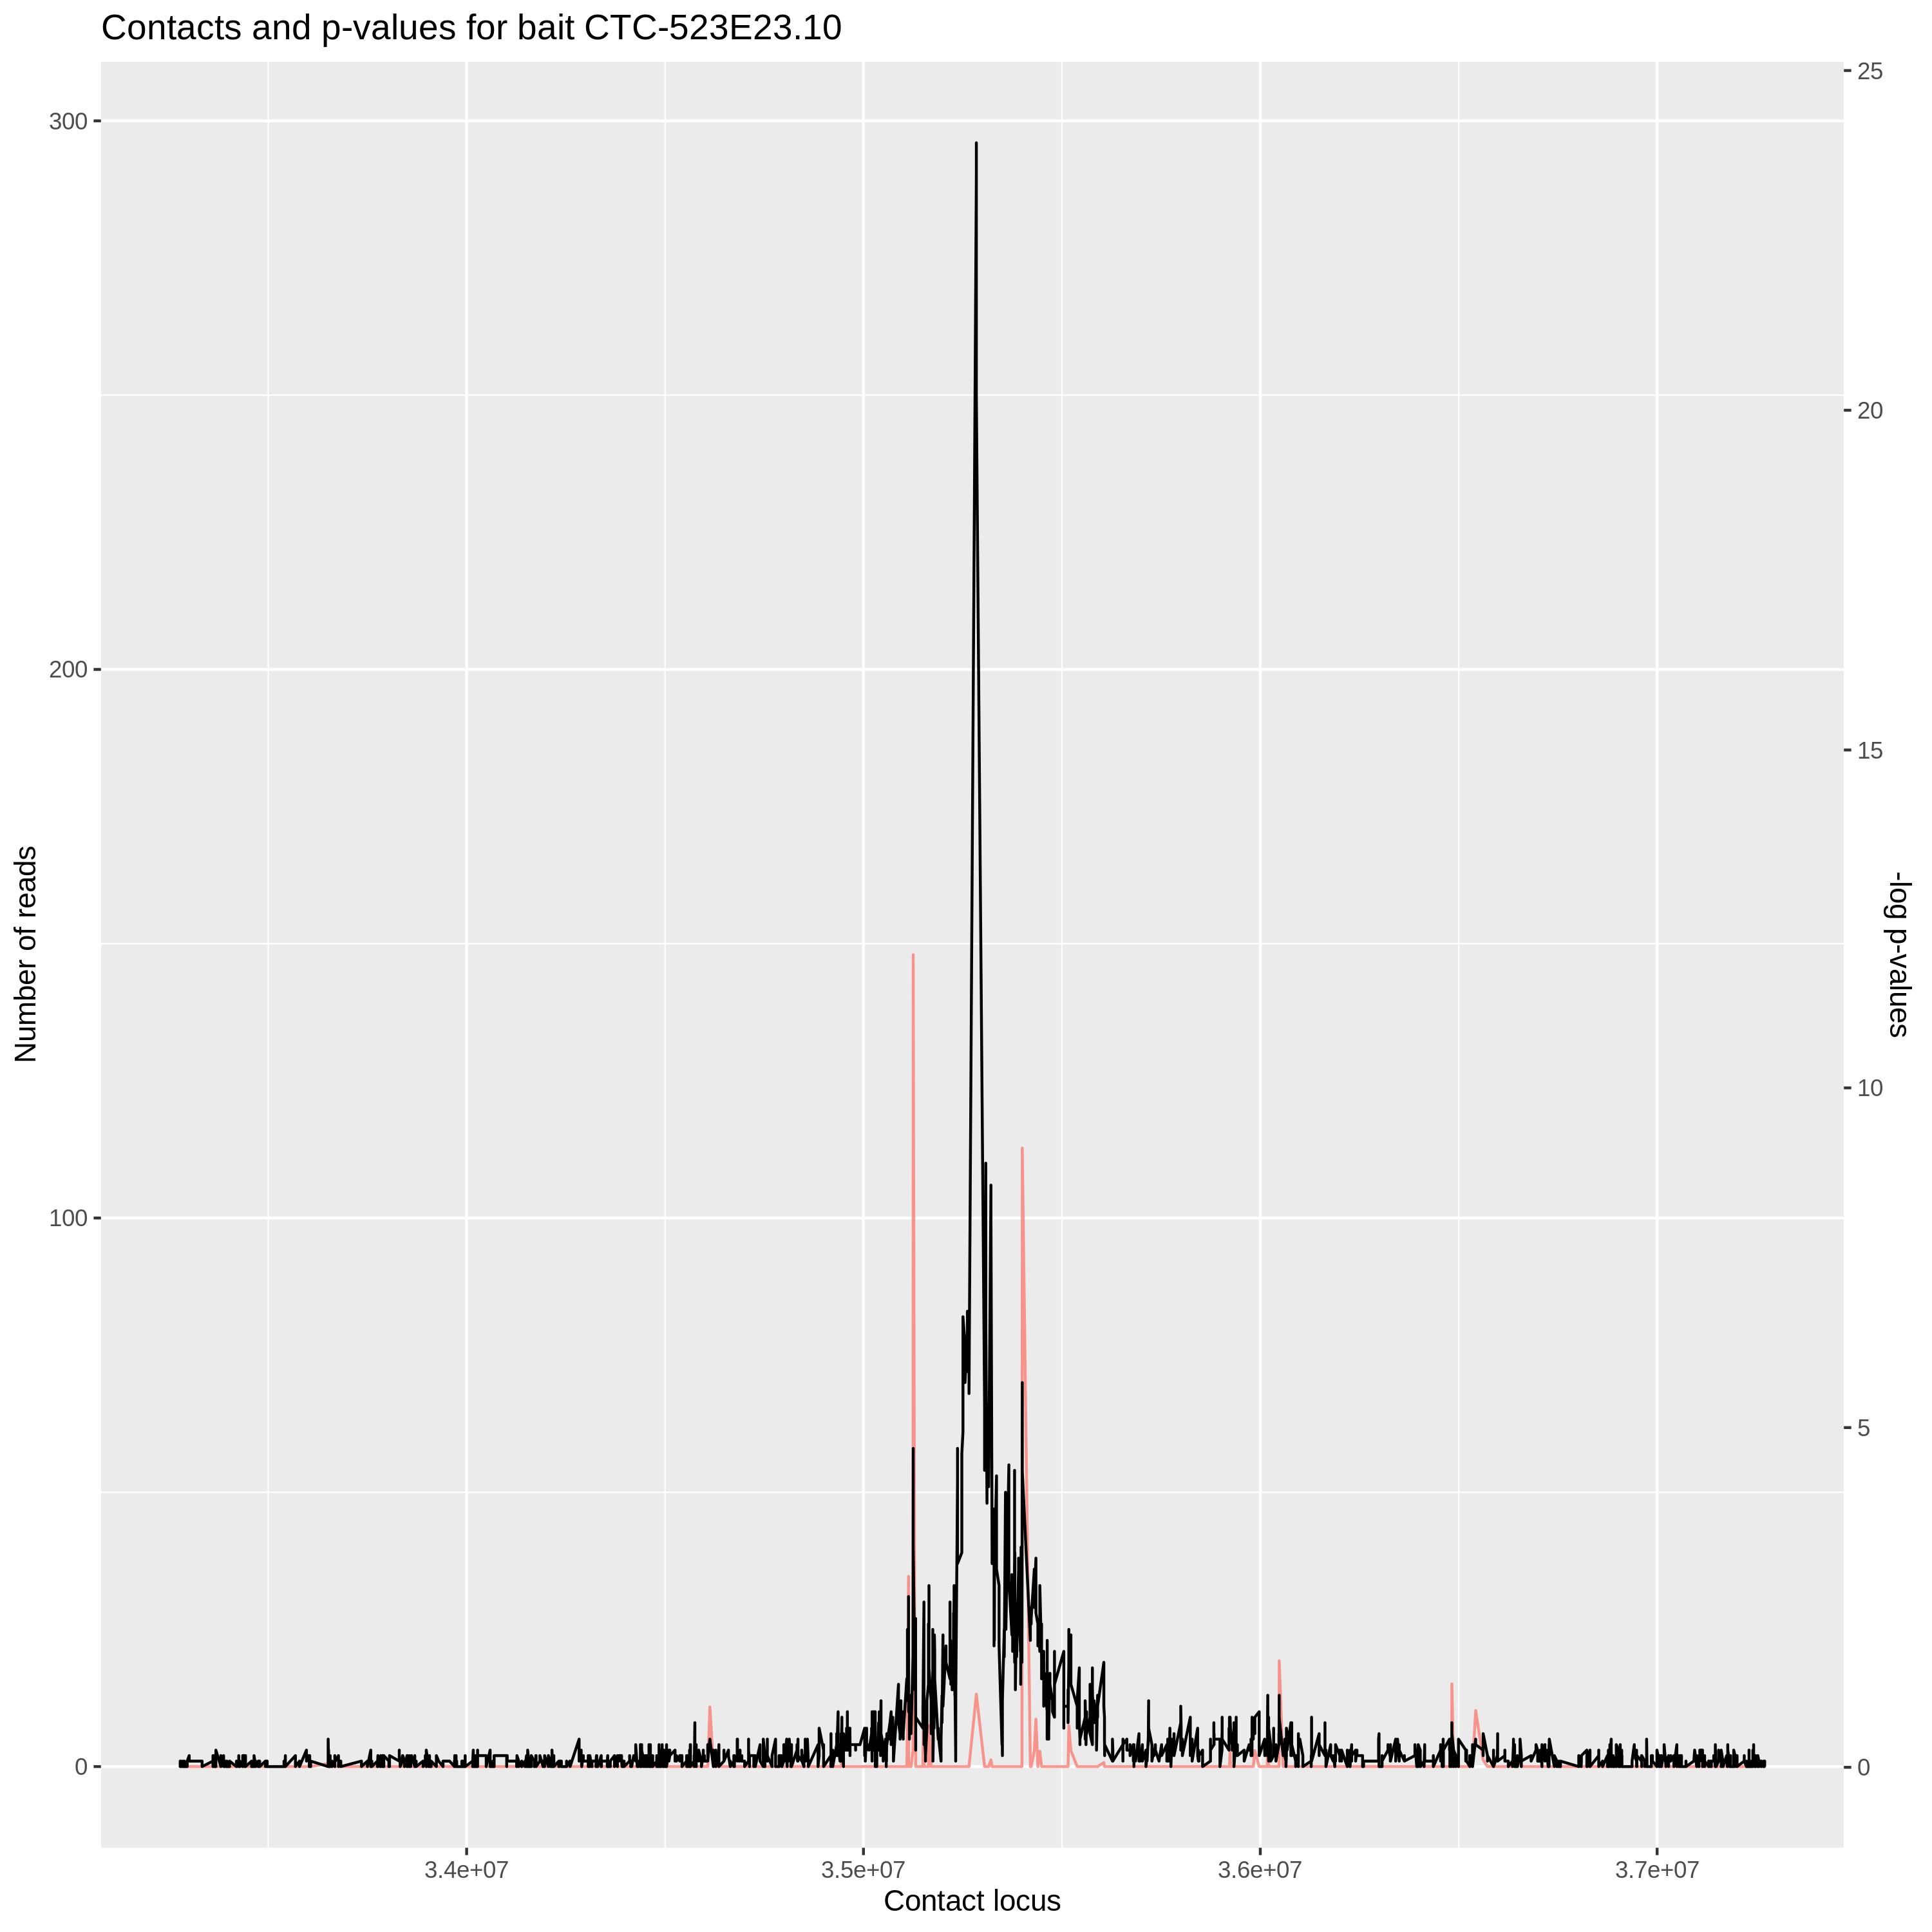 Contacts and p-values for bait CTC-523E23.10
300
200
100
0
Number of reads
25
20
15
10
5
0
-log p-values
3.4e+07
3.5e+07
3.6e+07
3.7e+07
Contact locus